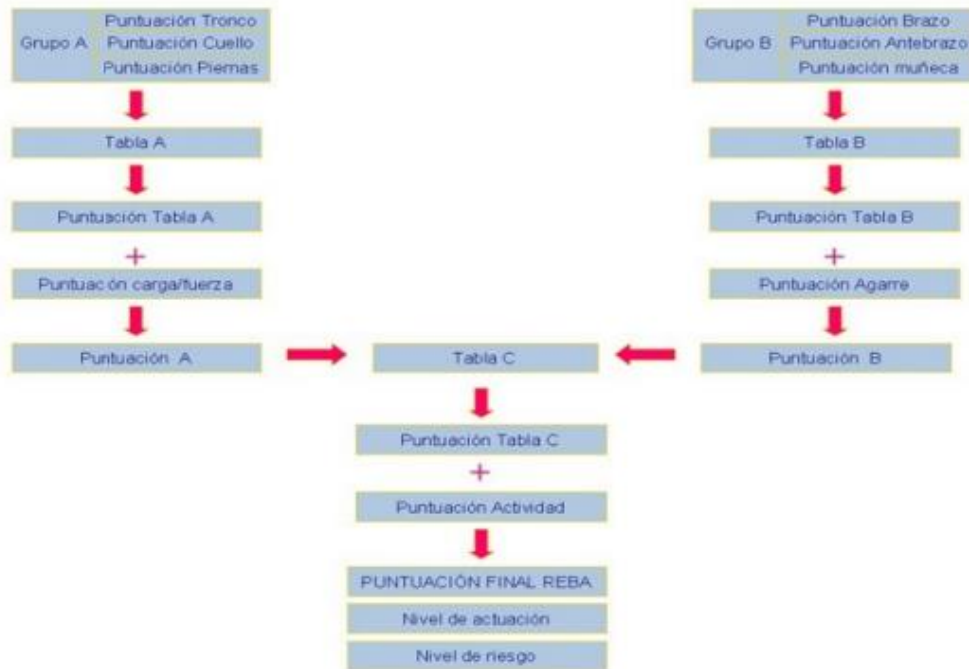 Grupo A
Puntuación Tronco
Puntuación Cuello
Puntuación Piernas
Tabla A
Puntuación Tabla A
+
Puntuación carga/fuerza
Puntuación A
Grupo B
Puntuación Brazo
Puntuación Antebrazo
Puntuación muñeca
Tabla B
Puntuación Tabla B
+
Puntuación Agarre
Puntuación B
Tabla C
Puntuación Tabla C
+
Puntuación Actividad
PUNTUACIÓN FINAL REBA
Nivel de actuación
Nivel de riesgo